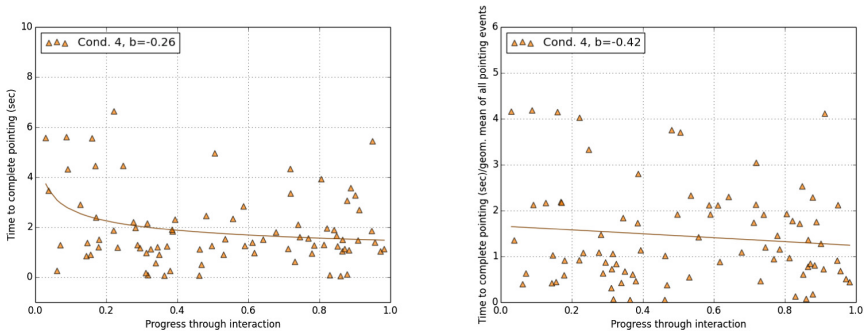 Cond. 4, b=-0.26
Time to complete pointing (sec)
10
8
6
4
2
0
0.0 0.2 0.4 0.6 0.8 1.0
Progress through interaction
Cond. 4, b=-0.42
Time to complete pointing (sec)/geom. mean of all pointing events
6
5
4
3
2
1
0
0.0 0.2 0.4 0.6 0.8 1.0
Progress through interaction